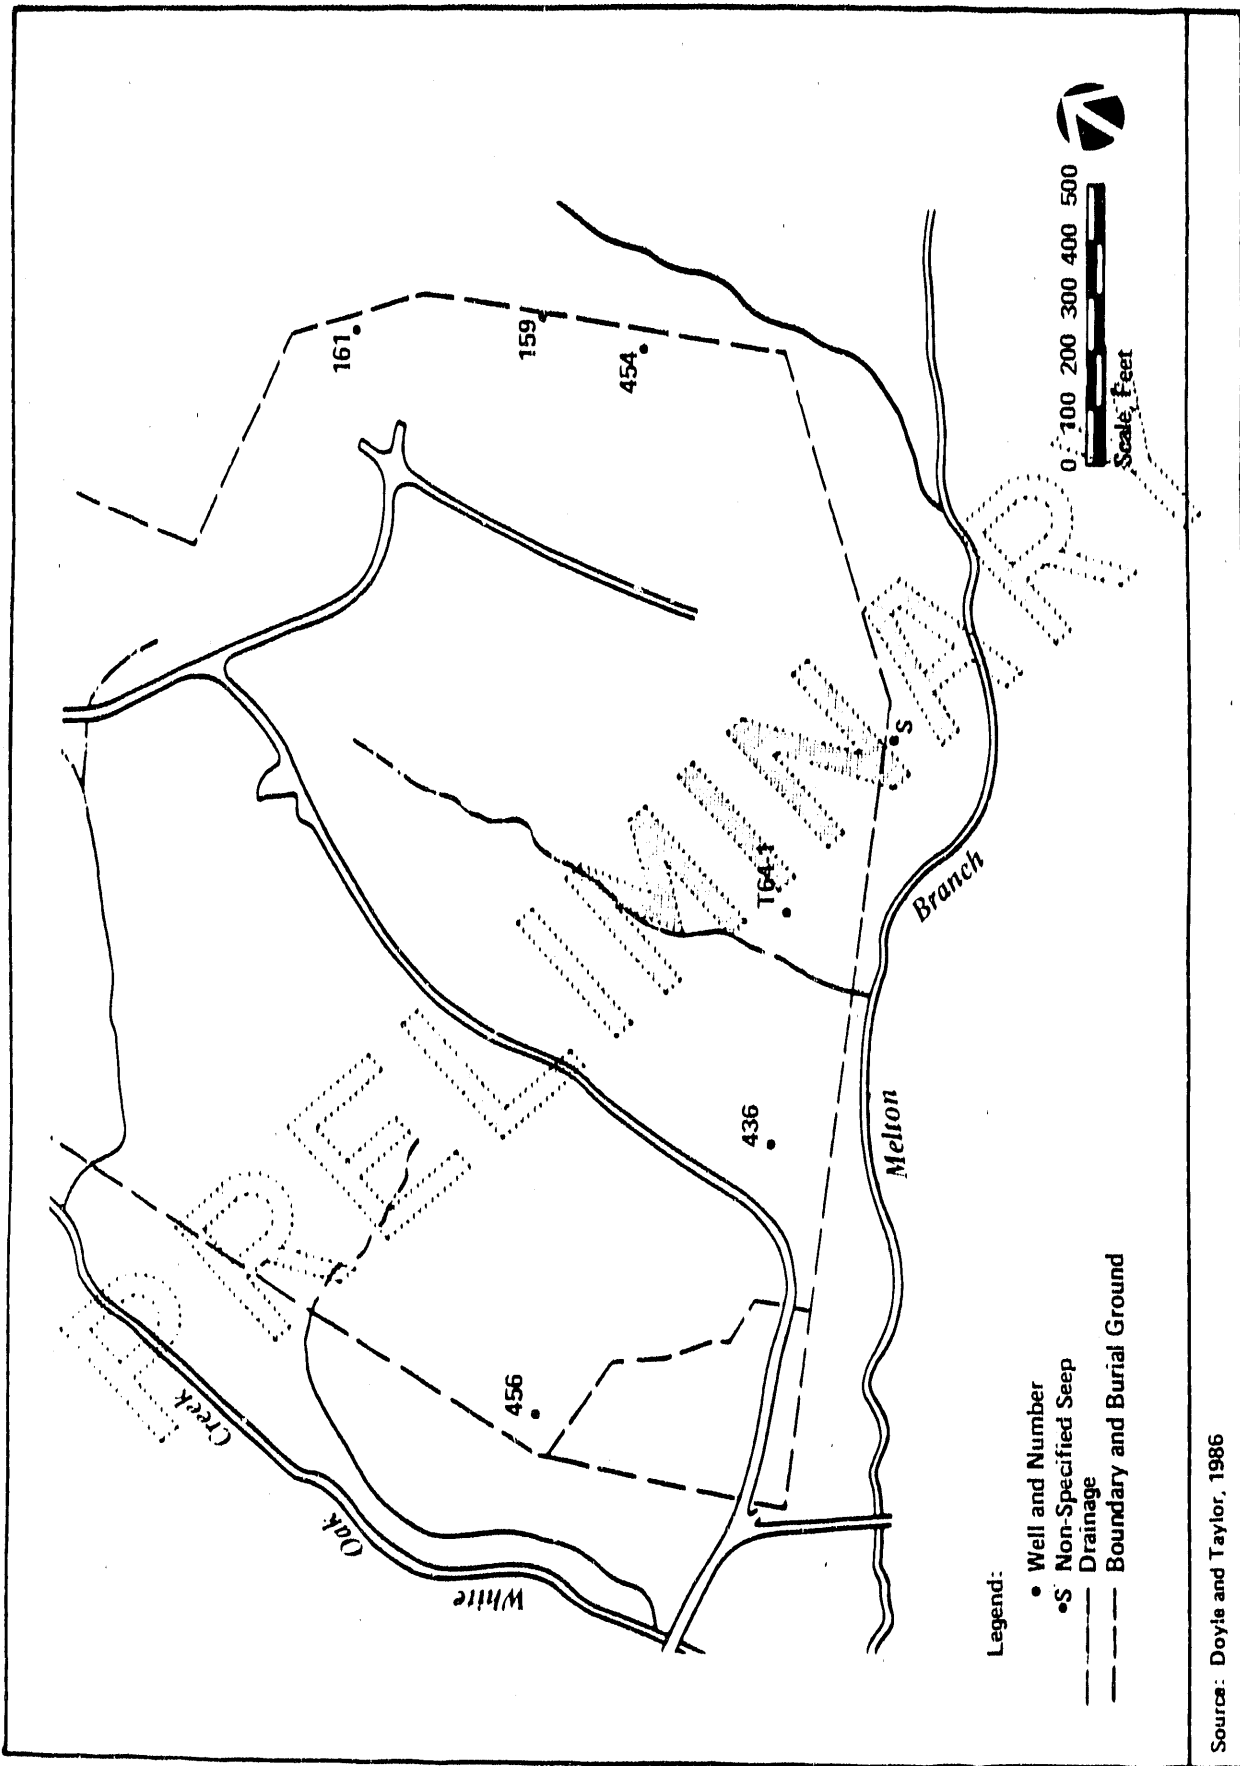 161
159
454
T64-1
S
436
456
White Oak Creek
Melton Branch
PRELIMINARY
0 100 200 300 400 500
Scale, Feet
Legend:
• Well and Number
•S Non-Specified Seep
Drainage
Boundary and Burial Ground
Source: Doyle and Taylor, 1986